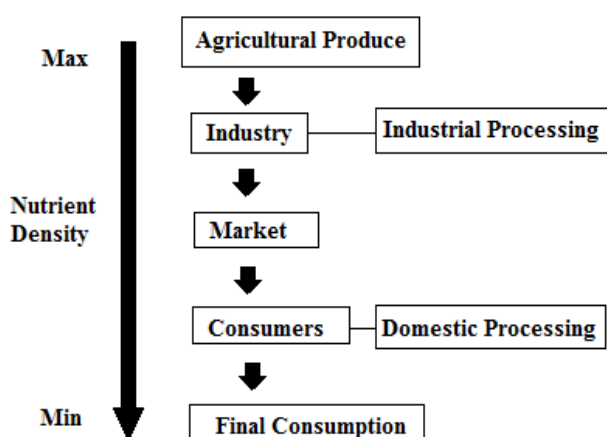 Agricultural Produce
Max
Industry
Industrial Processing
Nutrient
Density
Market
Consumers
Domestic Processing
Min
Final Consumption